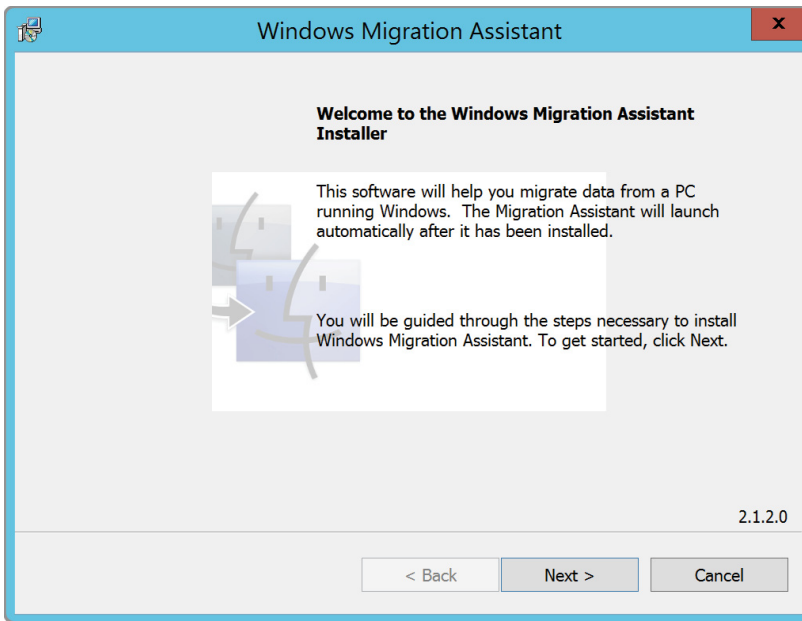 Windows Migration Assistant
x
Welcome to the Windows Migration Assistant
Installer
This software will help you migrate data from a PC
running Windows.  The Migration Assistant will launch
automatically after it has been installed.
You will be guided through the steps necessary to install
Windows Migration Assistant. To get started, click Next.
2.1.2.0
< Back
Next >
Cancel